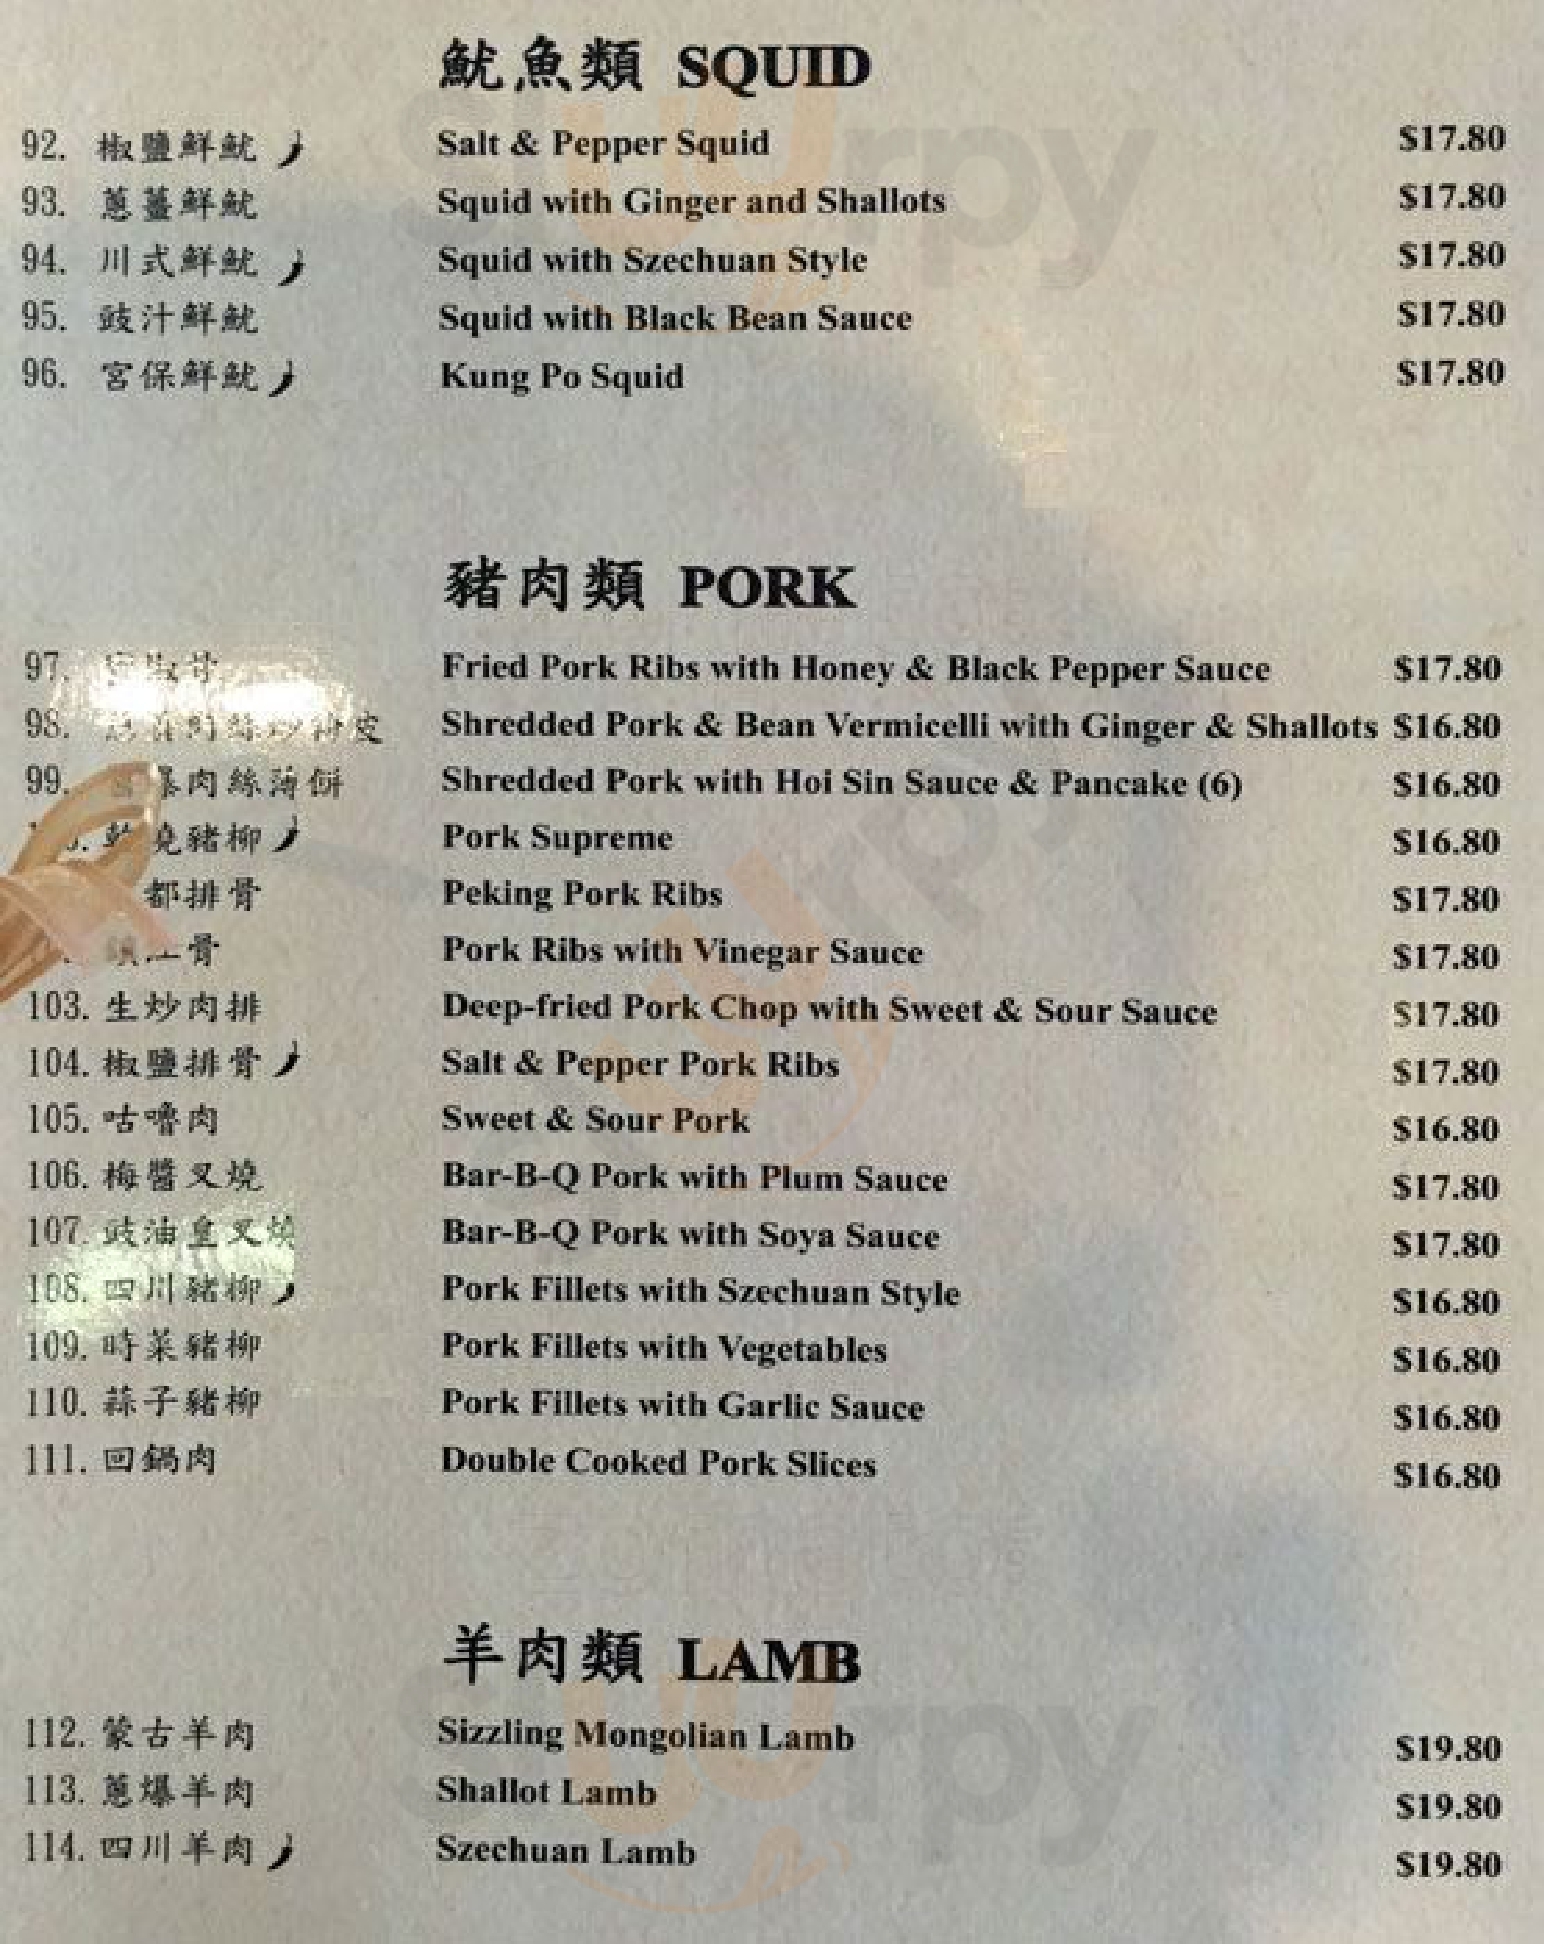 魷魚類 SQUID
92. 椒鹽鮮魷 Salt & Pepper Squid $17.80
93. 蔥薑鮮魷 Squid with Ginger and Shallots $17.80
94. 川式鮮魷 Squid with Szechuan Style $17.80
95. 豉汁鮮魷 Squid with Black Bean Sauce $17.80
96. 宮保鮮魷 Kung Po Squid $17.80
豬肉類 PORK
97. Fried Pork Ribs with Honey & Black Pepper Sauce $17.80
98. Shredded Pork & Bean Vermicelli with Ginger & Shallots $16.80
99. 肉絲薄餅 Shredded Pork with Hoi Sin Sauce & Pancake (6) $16.80
燒豬柳 Pork Supreme $16.80
都排骨 Peking Pork Ribs $17.80
骨 Pork Ribs with Vinegar Sauce $17.80
103. 生炒肉排 Deep-fried Pork Chop with Sweet & Sour Sauce $17.80
104. 椒鹽排骨 Salt & Pepper Pork Ribs $17.80
105. 咕嚕肉 Sweet & Sour Pork $16.80
106. 梅醬叉燒 Bar-B-Q Pork with Plum Sauce $17.80
107. 豉油皇叉燒 Bar-B-Q Pork with Soya Sauce $17.80
108. 四川豬柳 Pork Fillets with Szechuan Style $16.80
109. 時菜豬柳 Pork Fillets with Vegetables $16.80
110. 蒜子豬柳 Pork Fillets with Garlic Sauce $16.80
111. 回鍋肉 Double Cooked Pork Slices $16.80
羊肉類 LAMB
112. 蒙古羊肉 Sizzling Mongolian Lamb $19.80
113. 蔥爆羊肉 Shallot Lamb $19.80
114. 四川羊肉 Szechuan Lamb $19.80